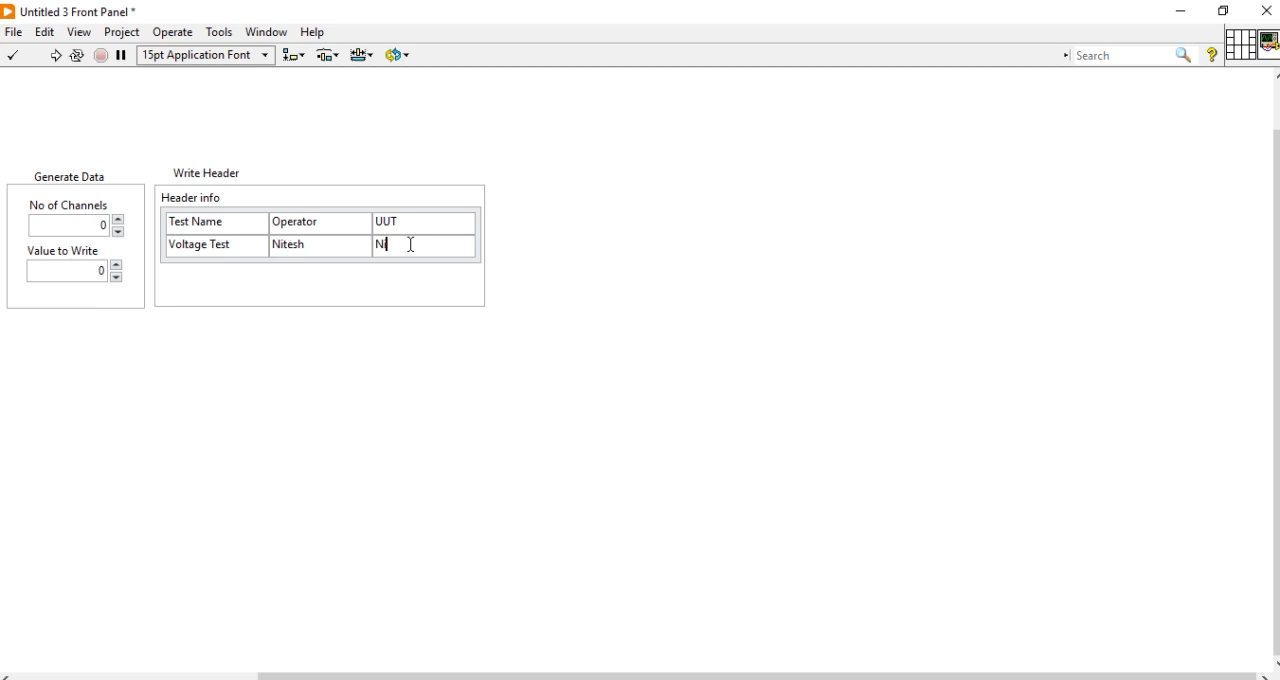 Untitled 3 Front Panel *
File Edit View Project Operate Tools Window Help
15pt Application Font
Search
?
Generate Data
No of Channels
0
Value to Write
0
Write Header
Header info
Test Name Operator UUT
Voltage Test Nitesh Ni